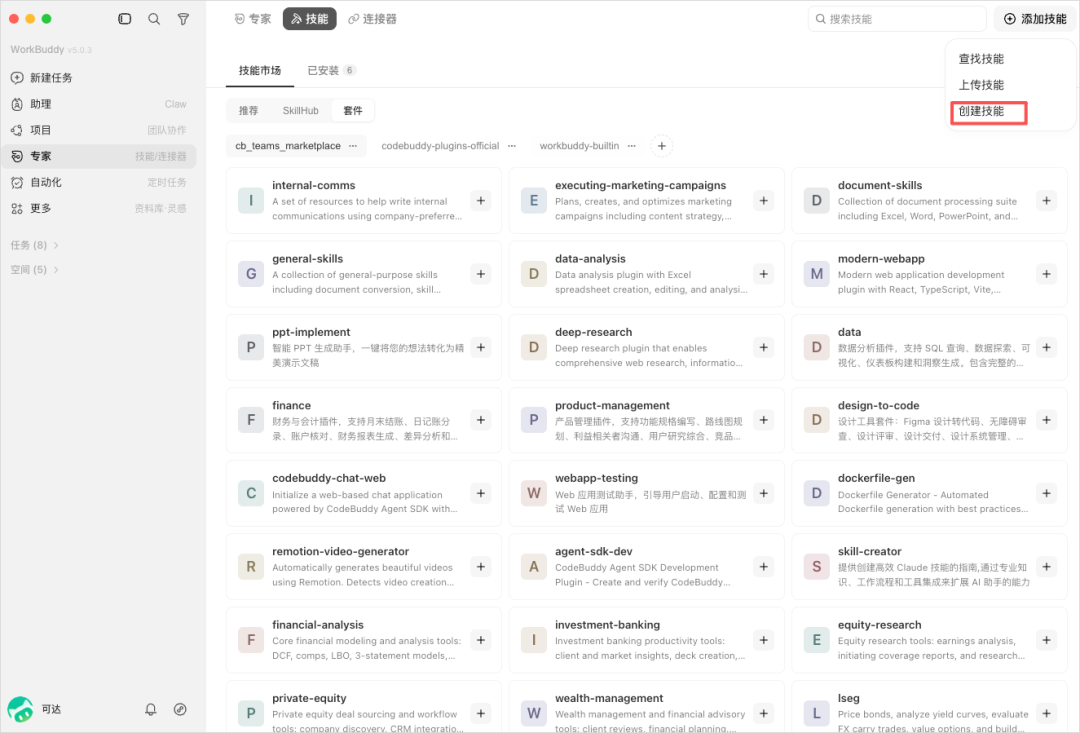 专家
技能
连接器
搜索技能
添加技能
WorkBuddy v5.0.3
查找技能
上传技能
创建技能
新建任务
助理 Claw
项目 团队协作
专家 技能/连接器
自动化 定时任务
更多 资料库·灵感
任务 (8)
空间 (5)
技能市场
已安装 6
推荐
SkillHub
套件
cb_teams_marketplace ···
codebuddy-plugins-official ···
workbuddy-builtin ···
I
internal-comms
A set of resources to help write internal
communications using company-preferre...
E
executing-marketing-campaigns
Plans, creates, and optimizes marketing
campaigns including content strategy,...
D
document-skills
Collection of document processing suite
including Excel, Word, PowerPoint, and...
G
general-skills
A collection of general-purpose skills
including document conversion, skill...
D
data-analysis
Data analysis plugin with Excel
spreadsheet creation, editing, and analysi...
M
modern-webapp
Modern web application development
plugin with React, TypeScript, Vite,...
P
ppt-implement
智能 PPT 生成助手，一键将您的想法转化为精
美演示文稿
D
deep-research
Deep research plugin that enables
comprehensive web research, informatio...
D
data
数据分析插件，支持 SQL 查询、数据探索、可
视化、仪表板构建和洞察生成。包含完整的...
F
finance
财务与会计插件，支持月末结账、日记账分
录、账户核对、财务报表生成、差异分析和...
P
product-management
产品管理插件，支持功能规格编写、路线图规
划、利益相关者沟通、用户研究综合、竞品...
D
design-to-code
设计工具套件：Figma 设计转代码、无障碍审
查、设计评审、设计交付、设计系统管理、...
C
codebuddy-chat-web
Initialize a web-based chat application
powered by CodeBuddy Agent SDK with...
W
webapp-testing
Web 应用测试助手，引导用户启动、配置和测
试 Web 应用
D
dockerfile-gen
Dockerfile Generator - Automated
Dockerfile generation with best practices...
R
remotion-video-generator
Automatically generates beautiful videos
using Remotion. Detects video creation...
A
agent-sdk-dev
CodeBuddy Agent SDK Development
Plugin - Create and verify CodeBuddy...
S
skill-creator
提供创建高效 Claude 技能的指南,通过专业知
识、工作流程和工具集成来扩展 AI 助手的能力
F
financial-analysis
Core financial modeling and analysis tools:
DCF, comps, LBO, 3-statement models,...
I
investment-banking
Investment banking productivity tools:
client and market insights, deck creation,...
E
equity-research
Equity research tools: earnings analysis,
initiating coverage reports, and research...
P
private-equity
Private equity deal sourcing and workflow
tools: company discovery, CRM integratio...
W
wealth-management
Wealth management and financial advisory
tools: client reviews, financial planning,...
L
lseg
Price bonds, analyze yield curves, evaluate
FX carry trades, value options, and build...
可达